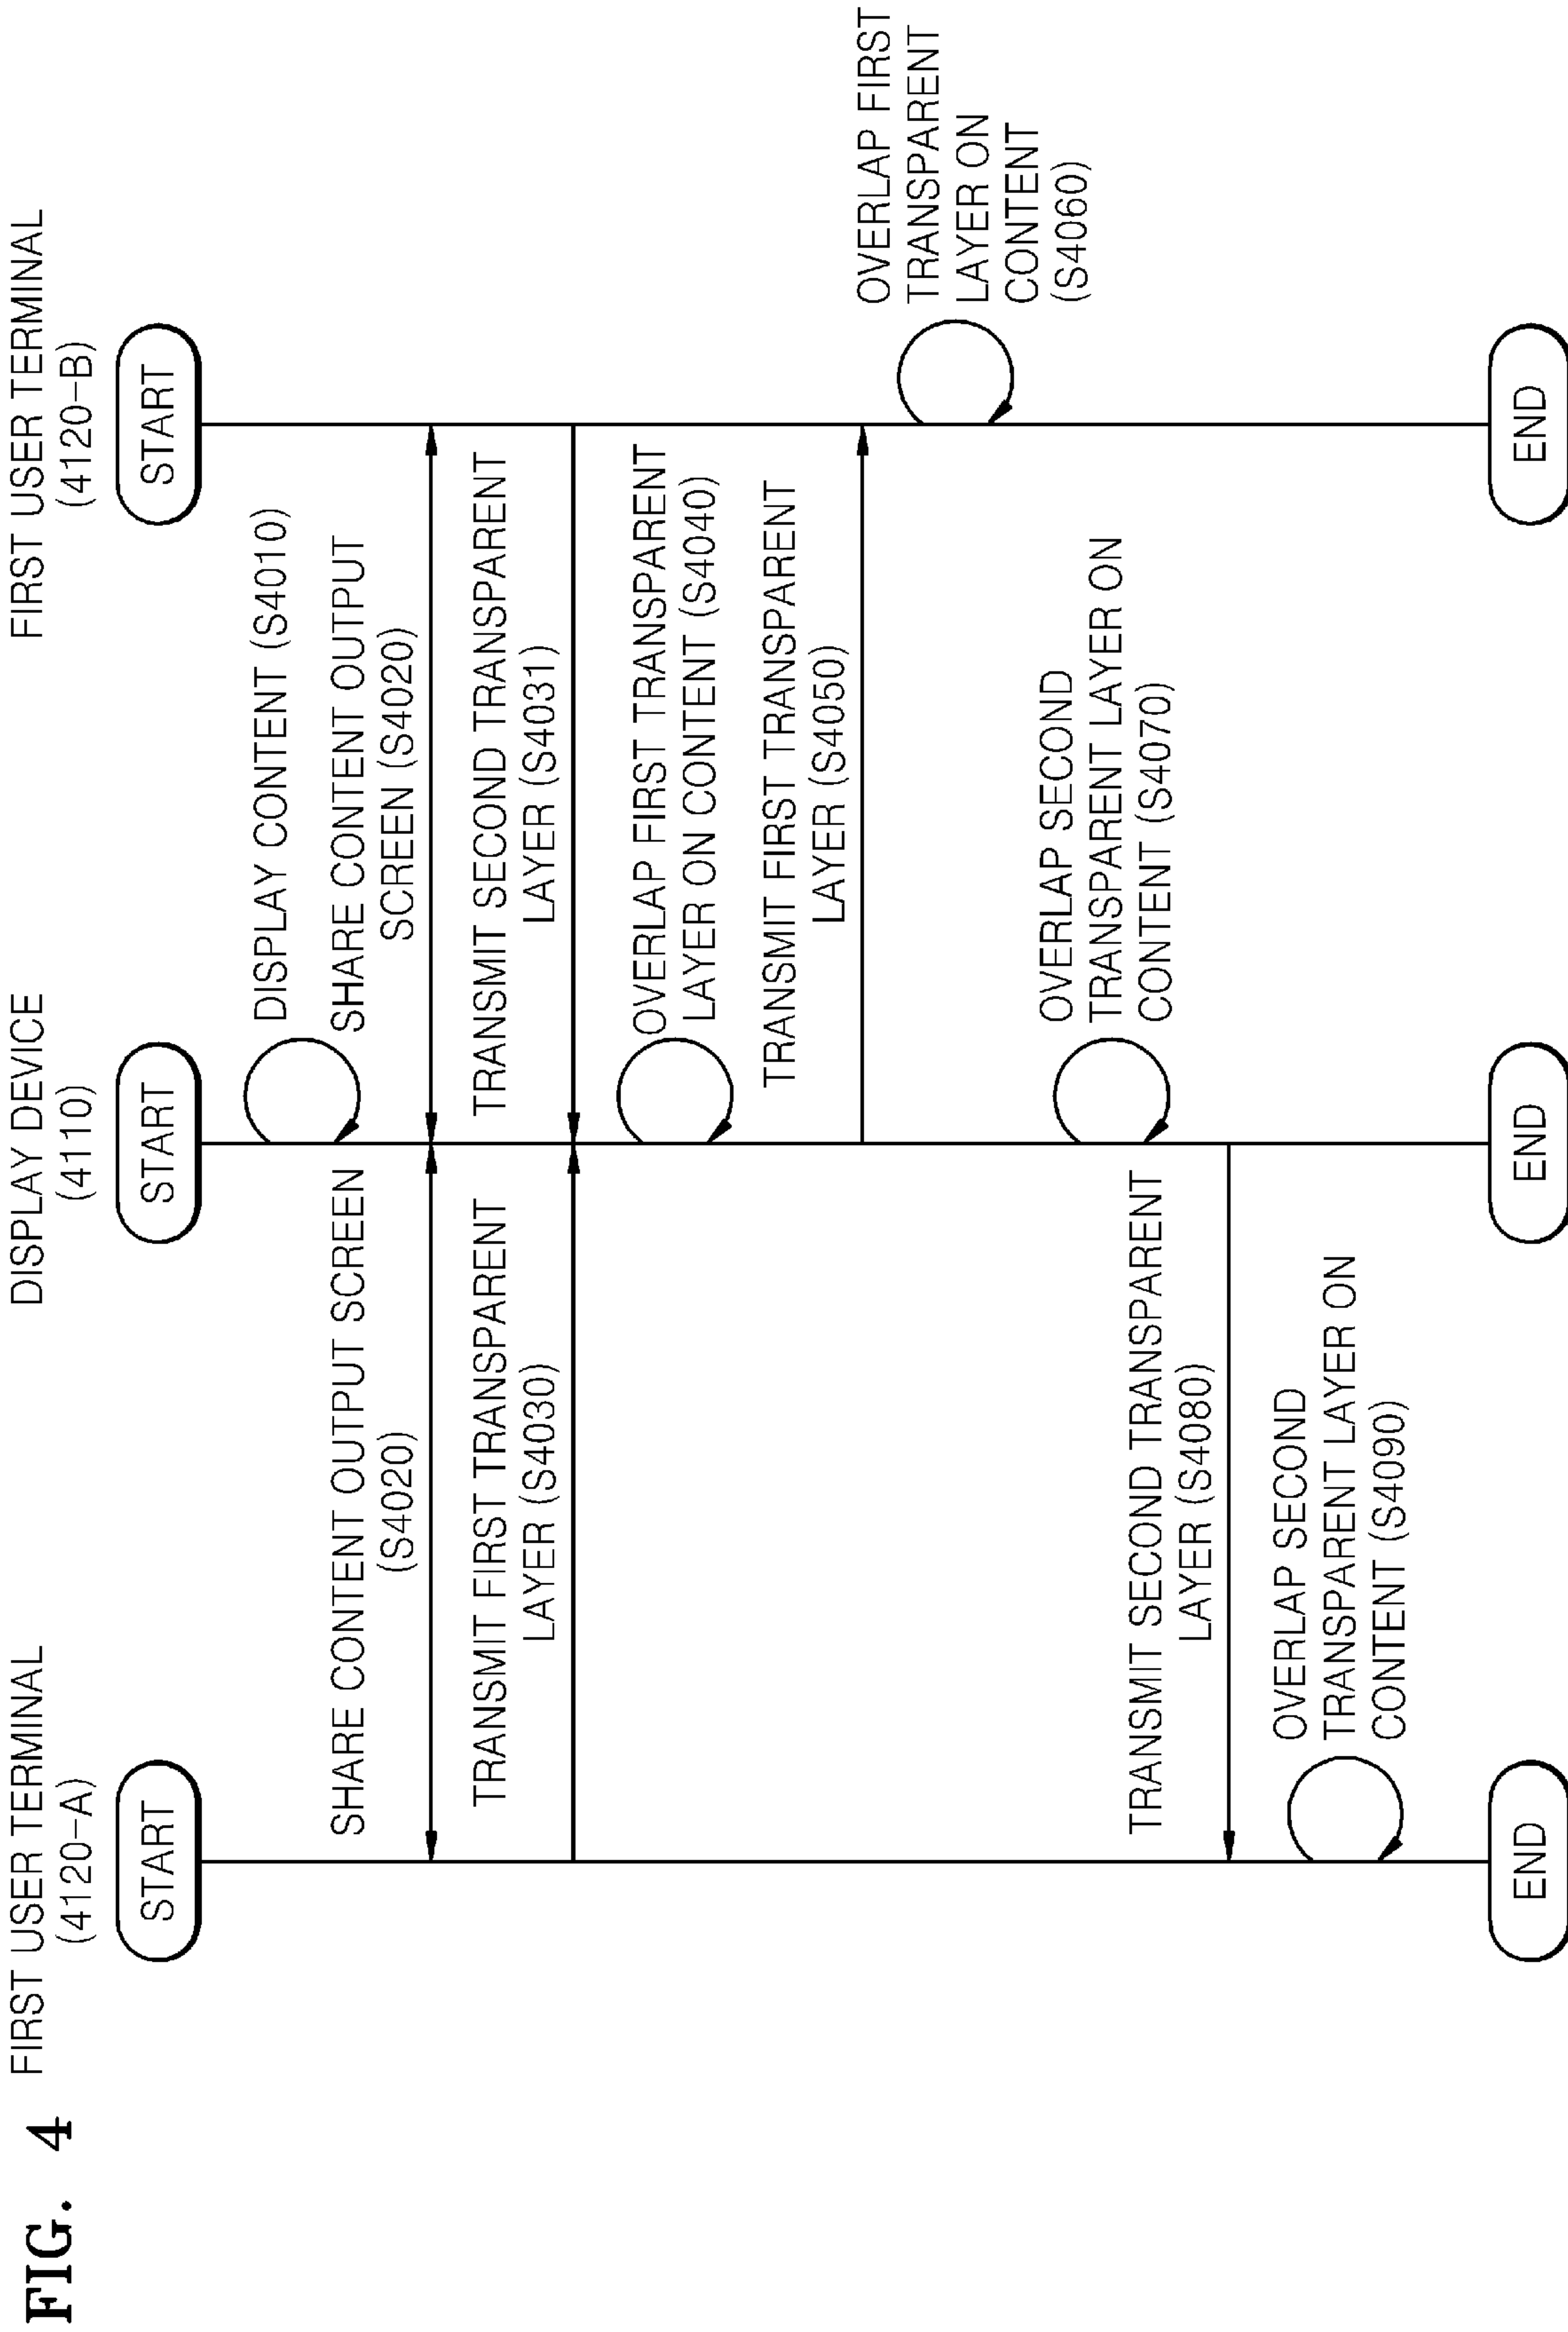 FIG. 4
FIRST USER TERMINAL
(4120-A)
DISPLAY DEVICE
(4110)
FIRST USER TERMINAL
(4120-B)
START
START
START
DISPLAY CONTENT (S4010)
SHARE CONTENT OUTPUT SCREEN
(S4020)
SHARE CONTENT OUTPUT
SCREEN (S4020)
TRANSMIT FIRST TRANSPARENT
LAYER (S4030)
TRANSMIT SECOND TRANSPARENT
LAYER (S4031)
OVERLAP FIRST TRANSPARENT
LAYER ON CONTENT (S4040)
TRANSMIT FIRST TRANSPARENT
LAYER (S4050)
OVERLAP FIRST
TRANSPARENT
LAYER ON
CONTENT
(S4060)
OVERLAP SECOND
TRANSPARENT LAYER ON
CONTENT (S4070)
TRANSMIT SECOND TRANSPARENT
LAYER (S4080)
OVERLAP SECOND
TRANSPARENT LAYER ON
CONTENT (S4090)
END
END
END